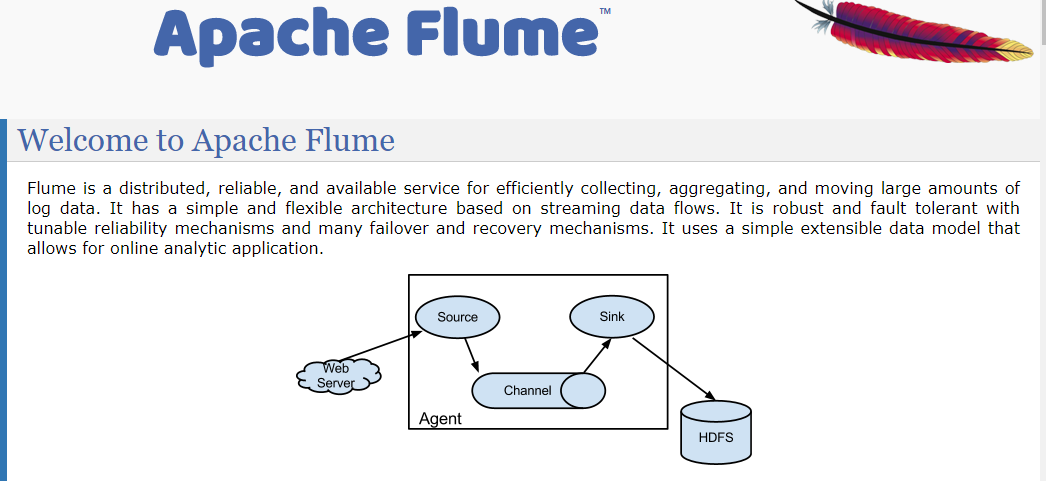 Apache Flume™
Welcome to Apache Flume
Flume is a distributed, reliable, and available service for efficiently collecting, aggregating, and moving large amounts of
log data. It has a simple and flexible architecture based on streaming data flows. It is robust and fault tolerant with
tunable reliability mechanisms and many failover and recovery mechanisms. It uses a simple extensible data model that
allows for online analytic application.
Source
Sink
Web
Server
Channel
Agent
HDFS